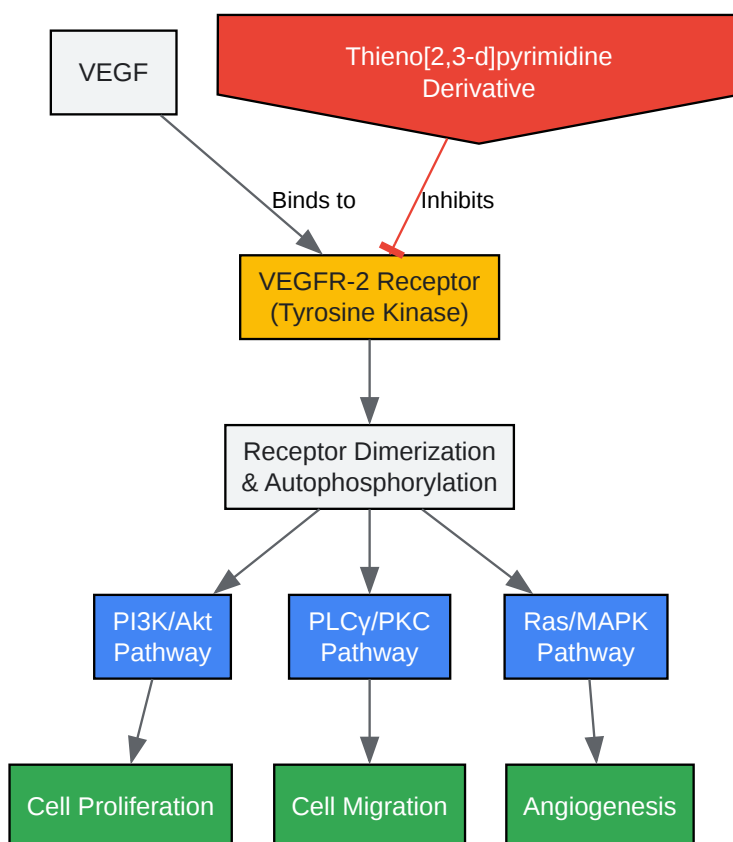 VEGF
Thieno[2,3-d]pyrimidine
Derivative
Binds to
Inhibits
VEGFR-2 Receptor
(Tyrosine Kinase)
Receptor Dimerization
& Autophosphorylation
PI3K/Akt
Pathway
PLCγ/PKC
Pathway
Ras/MAPK
Pathway
Cell Proliferation
Cell Migration
Angiogenesis